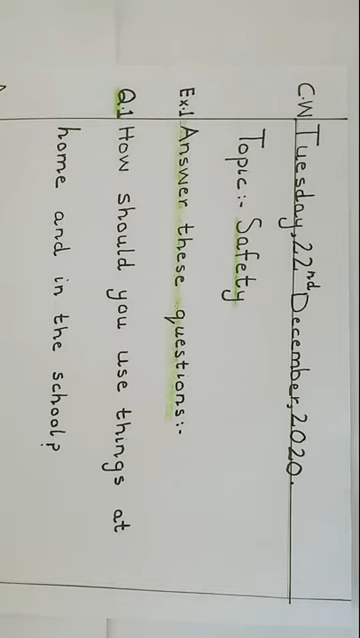 C.W Tuesday, 22nd December, 2020.
Topic:- Safety
Ex.1 Answer these questions:-
Q.1 How should you use things at
home and in the school?